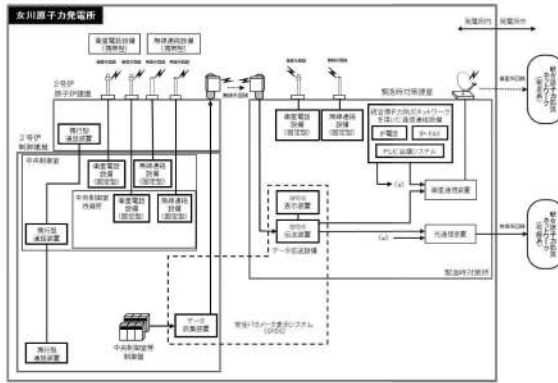 女川原子力発電所
発電所内
発電所外
衛星電話設備
(携帯型)
無線連絡設備
(携帯型)
2号炉
原子炉建屋
緊急時対策建屋
2号炉
制御建屋
携行型
通話装置
中央制御室
衛星電話
設備
(固定型)
無線連絡
設備
(固定型)
中央制御室
待避所
衛星電話
設備
(固定型)
無線連絡
設備
(固定型)
携行型
通話装置
携行型
通話装置
中央制御室等
制御盤
データ
収集装置
衛星電話
設備
(固定型)
無線連絡
設備
(固定型)
統合原子力防災ネットワーク
を用いた通信連絡設備
IP電話
IP-FAX
テレビ会議システム
(a)
衛星通信装置
SPDS
表示装置
SPDS
伝送装置
データ伝送設備
(a)
光通信装置
緊急時対策所
安全パラメータ表示システム
(SPDS)